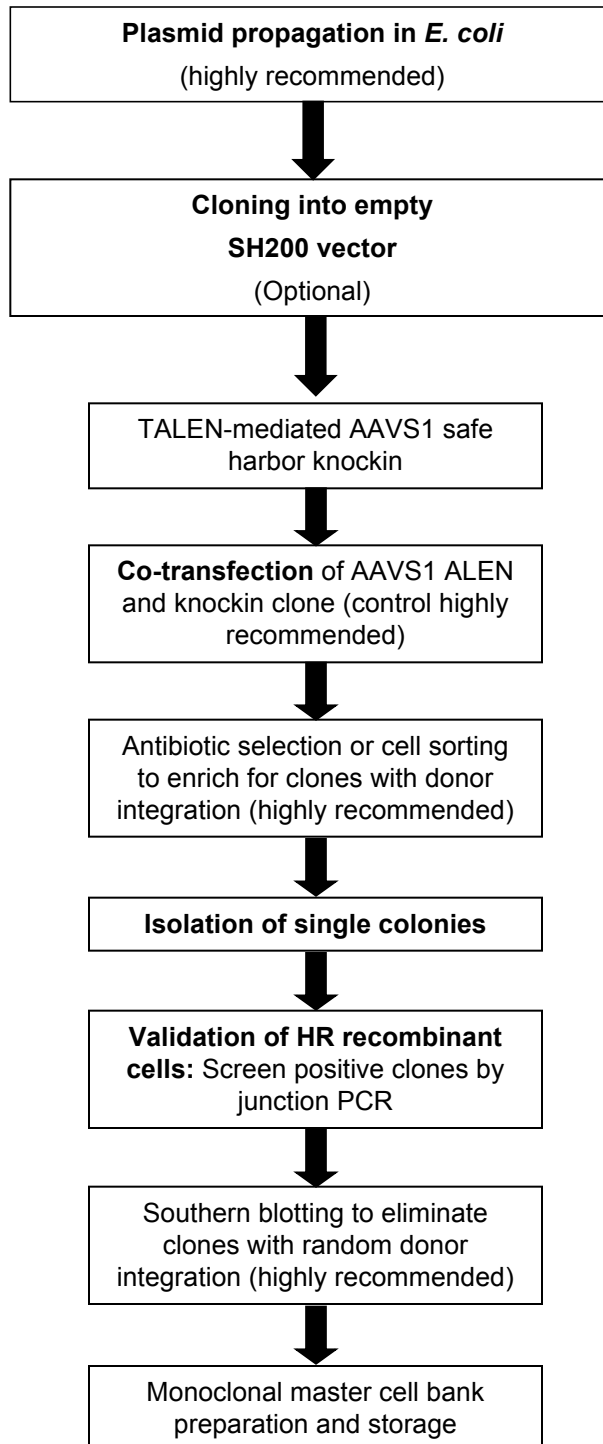 Plasmid propagation in E. coli
(highly recommended)
Cloning into empty
SH200 vector
(Optional)
TALEN-mediated AAVS1 safe
harbor knockin
Co-transfection of AAVS1 ALEN
and knockin clone (control highly
recommended)
Antibiotic selection or cell sorting
to enrich for clones with donor
integration (highly recommended)
Isolation of single colonies
Validation of HR recombinant
cells: Screen positive clones by
junction PCR
Southern blotting to eliminate
clones with random donor
integration (highly recommended)
Monoclonal master cell bank
preparation and storage